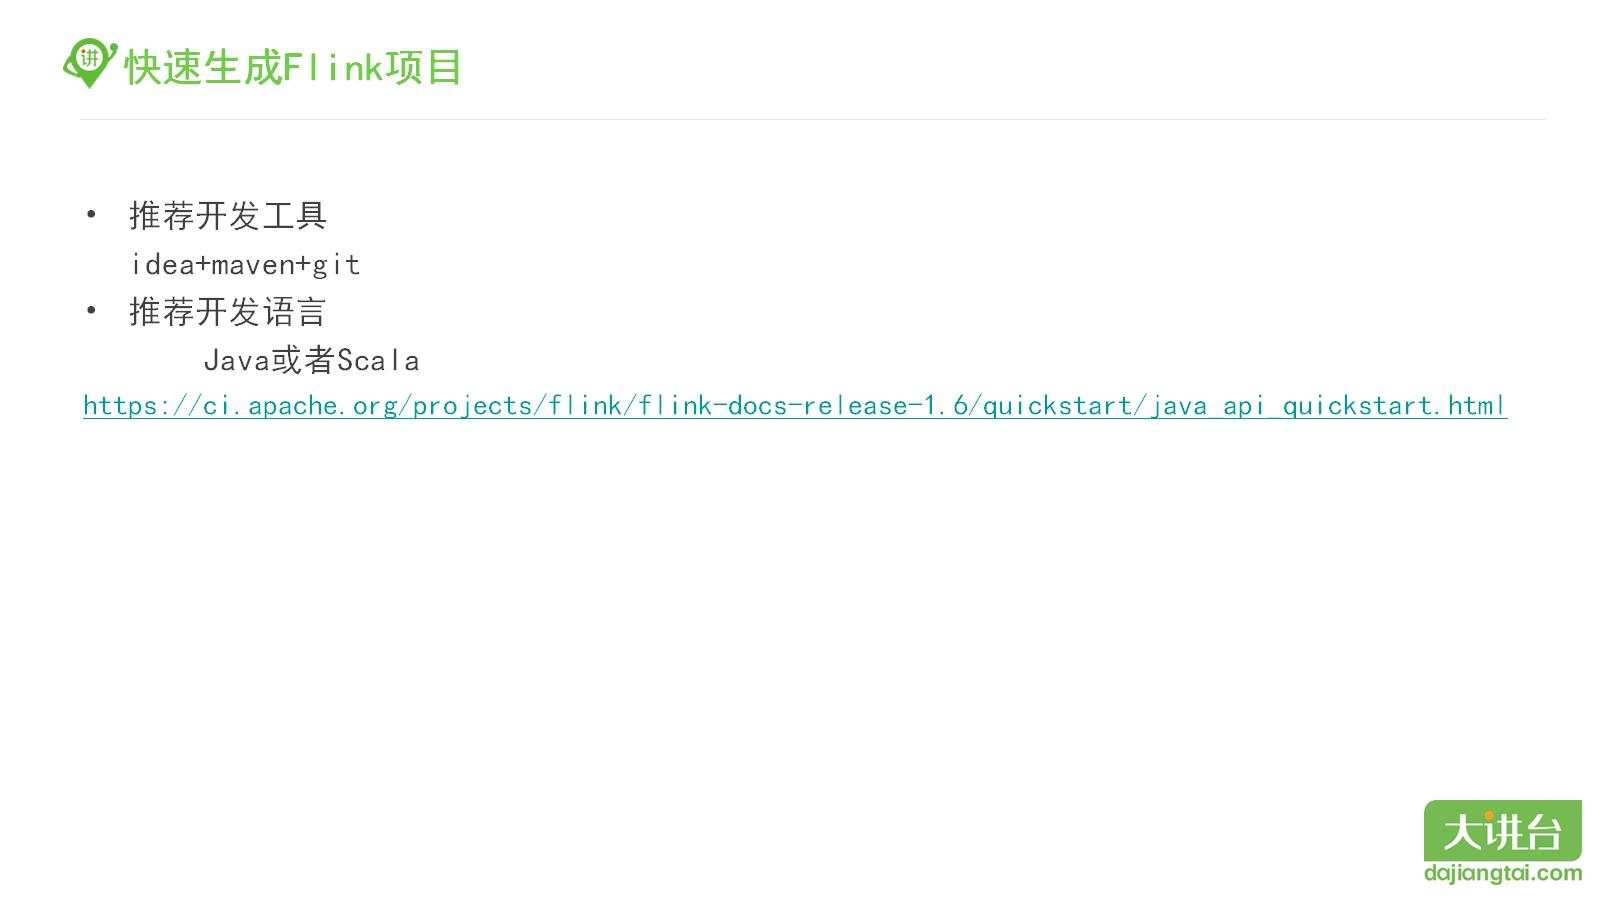 讲
快速生成Flink项目
• 推荐开发工具
idea+maven+git
• 推荐开发语言
Java或者Scala
https://ci.apache.org/projects/flink/flink-docs-release-1.6/quickstart/java_api_quickstart.html
大讲台
dajiangtai.com